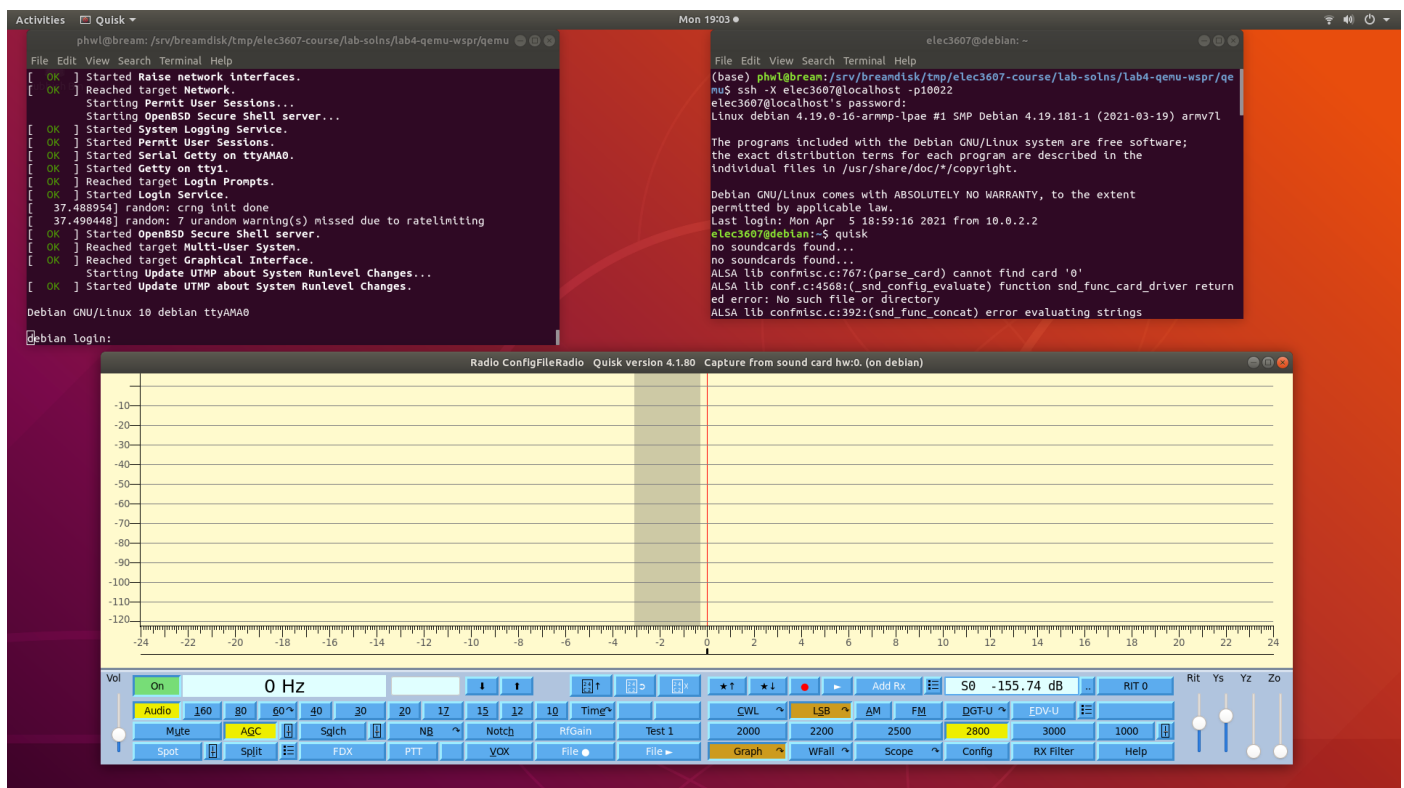 Activities Quisk Mon 19:03
phwl@bream: /srv/breamdisk/tmp/elec3607-course/lab-solns/lab4-qemu-wspr/qemu
File Edit View Search Terminal Help
[ OK ] Started Raise network interfaces.
[ OK ] Reached target Network.
Starting Permit User Sessions...
Starting OpenBSD Secure Shell server...
[ OK ] Started System Logging Service.
[ OK ] Started Permit User Sessions.
[ OK ] Started Serial Getty on ttyAMA0.
[ OK ] Started Getty on tty1.
[ OK ] Reached target Login Prompts.
[ OK ] Started Login Service.
[ 37.488954] random: crng init done
[ 37.490448] random: 7 urandom warning(s) missed due to ratelimiting
[ OK ] Started OpenBSD Secure Shell server.
[ OK ] Reached target Multi-User System.
[ OK ] Reached target Graphical Interface.
Starting Update UTMP about System Runlevel Changes...
[ OK ] Started Update UTMP about System Runlevel Changes.
Debian GNU/Linux 10 debian ttyAMA0
debian login:
elec3607@debian: ~
File Edit View Search Terminal Help
(base) phwl@bream:/srv/breamdisk/tmp/elec3607-course/lab-solns/lab4-qemu-wspr/qe
mu$ ssh -X elec3607@localhost -p10022
elec3607@localhost's password:
Linux debian 4.19.0-16-armmp-lpae #1 SMP Debian 4.19.181-1 (2021-03-19) armv7l
The programs included with the Debian GNU/Linux system are free software;
the exact distribution terms for each program are described in the
individual files in /usr/share/doc/*/copyright.
Debian GNU/Linux comes with ABSOLUTELY NO WARRANTY, to the extent
permitted by applicable law.
Last login: Mon Apr 5 18:59:16 2021 from 10.0.2.2
elec3607@debian:~$ quisk
no soundcards found...
no soundcards found...
ALSA lib confmisc.c:767:(parse_card) cannot find card '0'
ALSA lib conf.c:4568:(_snd_config_evaluate) function snd_func_card_driver return
ed error: No such file or directory
ALSA lib confmisc.c:392:(snd_func_concat) error evaluating strings
Radio ConfigFileRadio Quisk version 4.1.80 Capture from sound card hw:0. (on debian)
-10
-20
-30
-40
-50
-60
-70
-80
-90
-100
-110
-120
-24 -22 -20 -18 -16 -14 -12 -10 -8 -6 -4 -2 0 2 4 6 8 10 12 14 16 18 20 22 24
Vol On 0 Hz ★↑ ★↓ Add Rx S0 -155.74 dB .. RIT 0 Rit Ys Yz Zo
Audio 160 80 60 40 30 20 17 15 12 10 Time CWL LSB AM FM DGT-U FDV-U
Mute AGC Sqlch NB Notch RfGain Test 1 2000 2200 2500 2800 3000 1000
Spot Split FDX PTT VOX File ● File ► Graph WFall Scope Config RX Filter Help